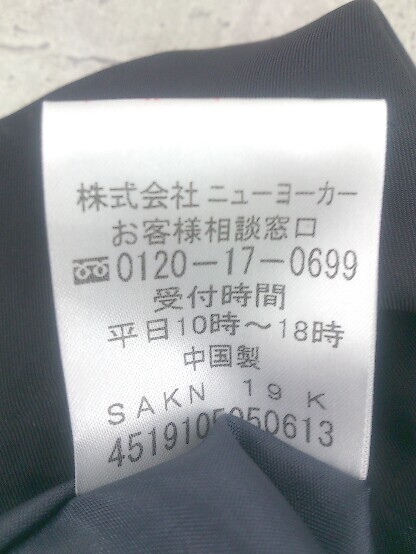 株式会社 ニューヨーカー
お客様相談窓口
0120-17-0699
受付時間
平日10時～18時
中国製
SAKN 19 K